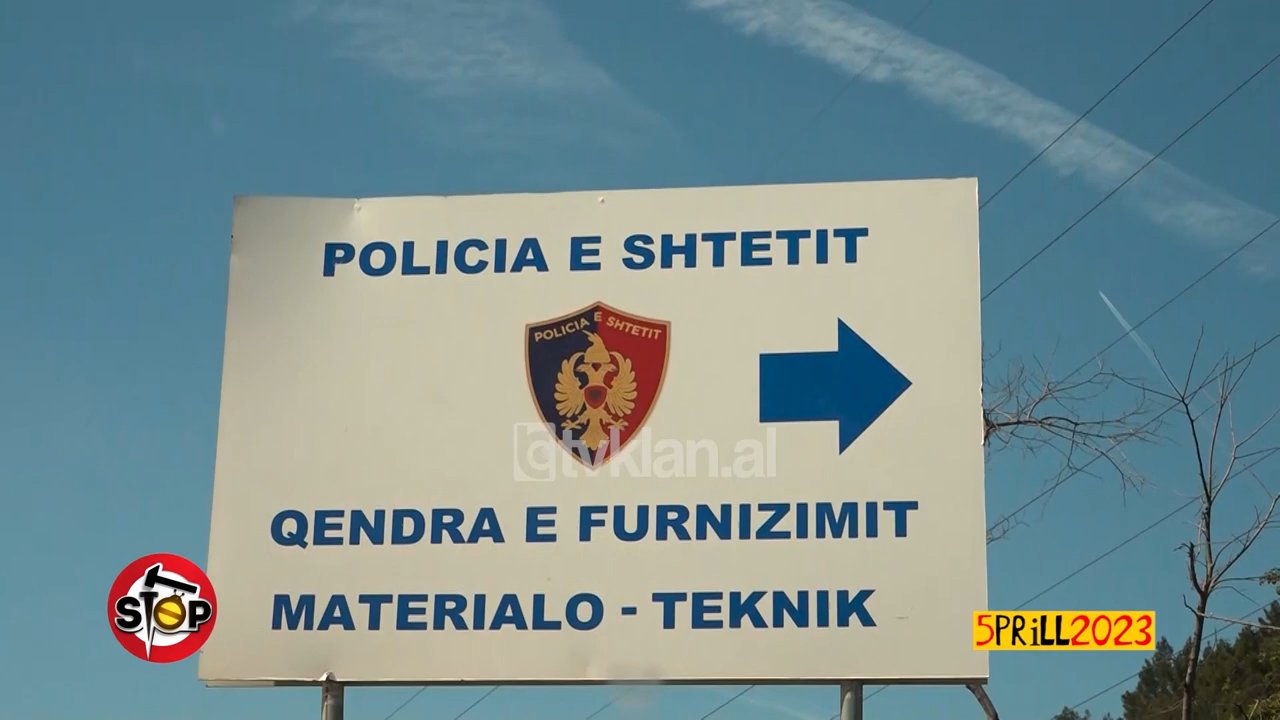 POLICIA E SHTETIT
POLICIA E SHTETIT
tvklan.al
QENDRA E FURNIZIMIT
MATERIALO - TEKNIK
STOP
5PRiLL2023